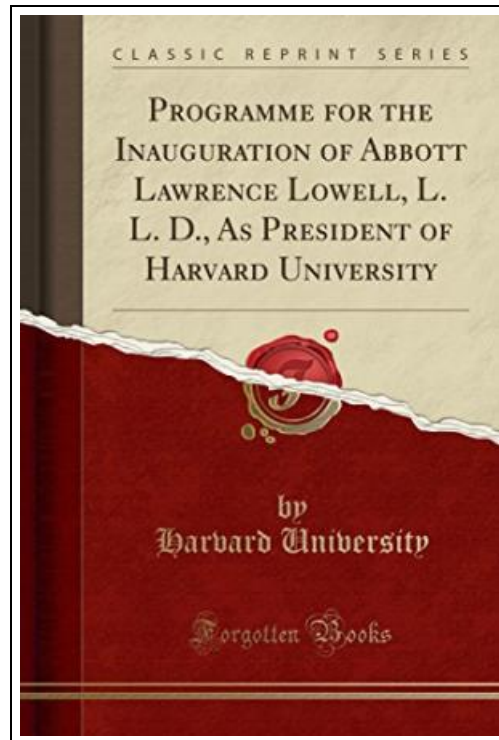 CLASSIC REPRINT SERIES
PROGRAMME FOR THE
INAUGURATION OF ABBOTT
LAWRENCE LOWELL, L.
L. D., AS PRESIDENT OF
HARVARD UNIVERSITY
by
Harvard University
Forgotten Books